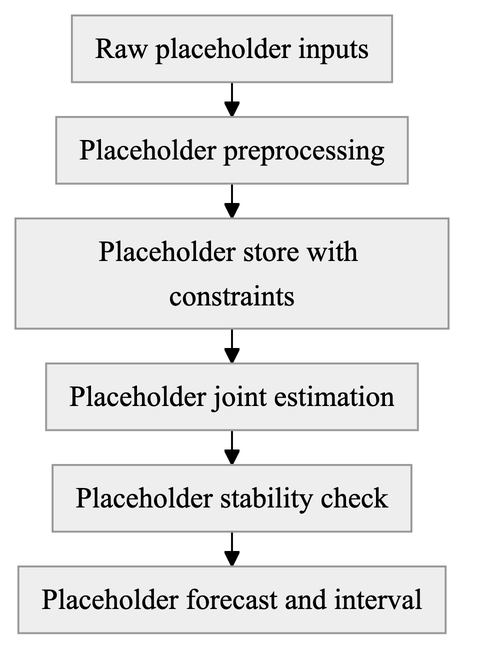 Raw placeholder inputs
Placeholder preprocessing
Placeholder store with
constraints
Placeholder joint estimation
Placeholder stability check
Placeholder forecast and interval